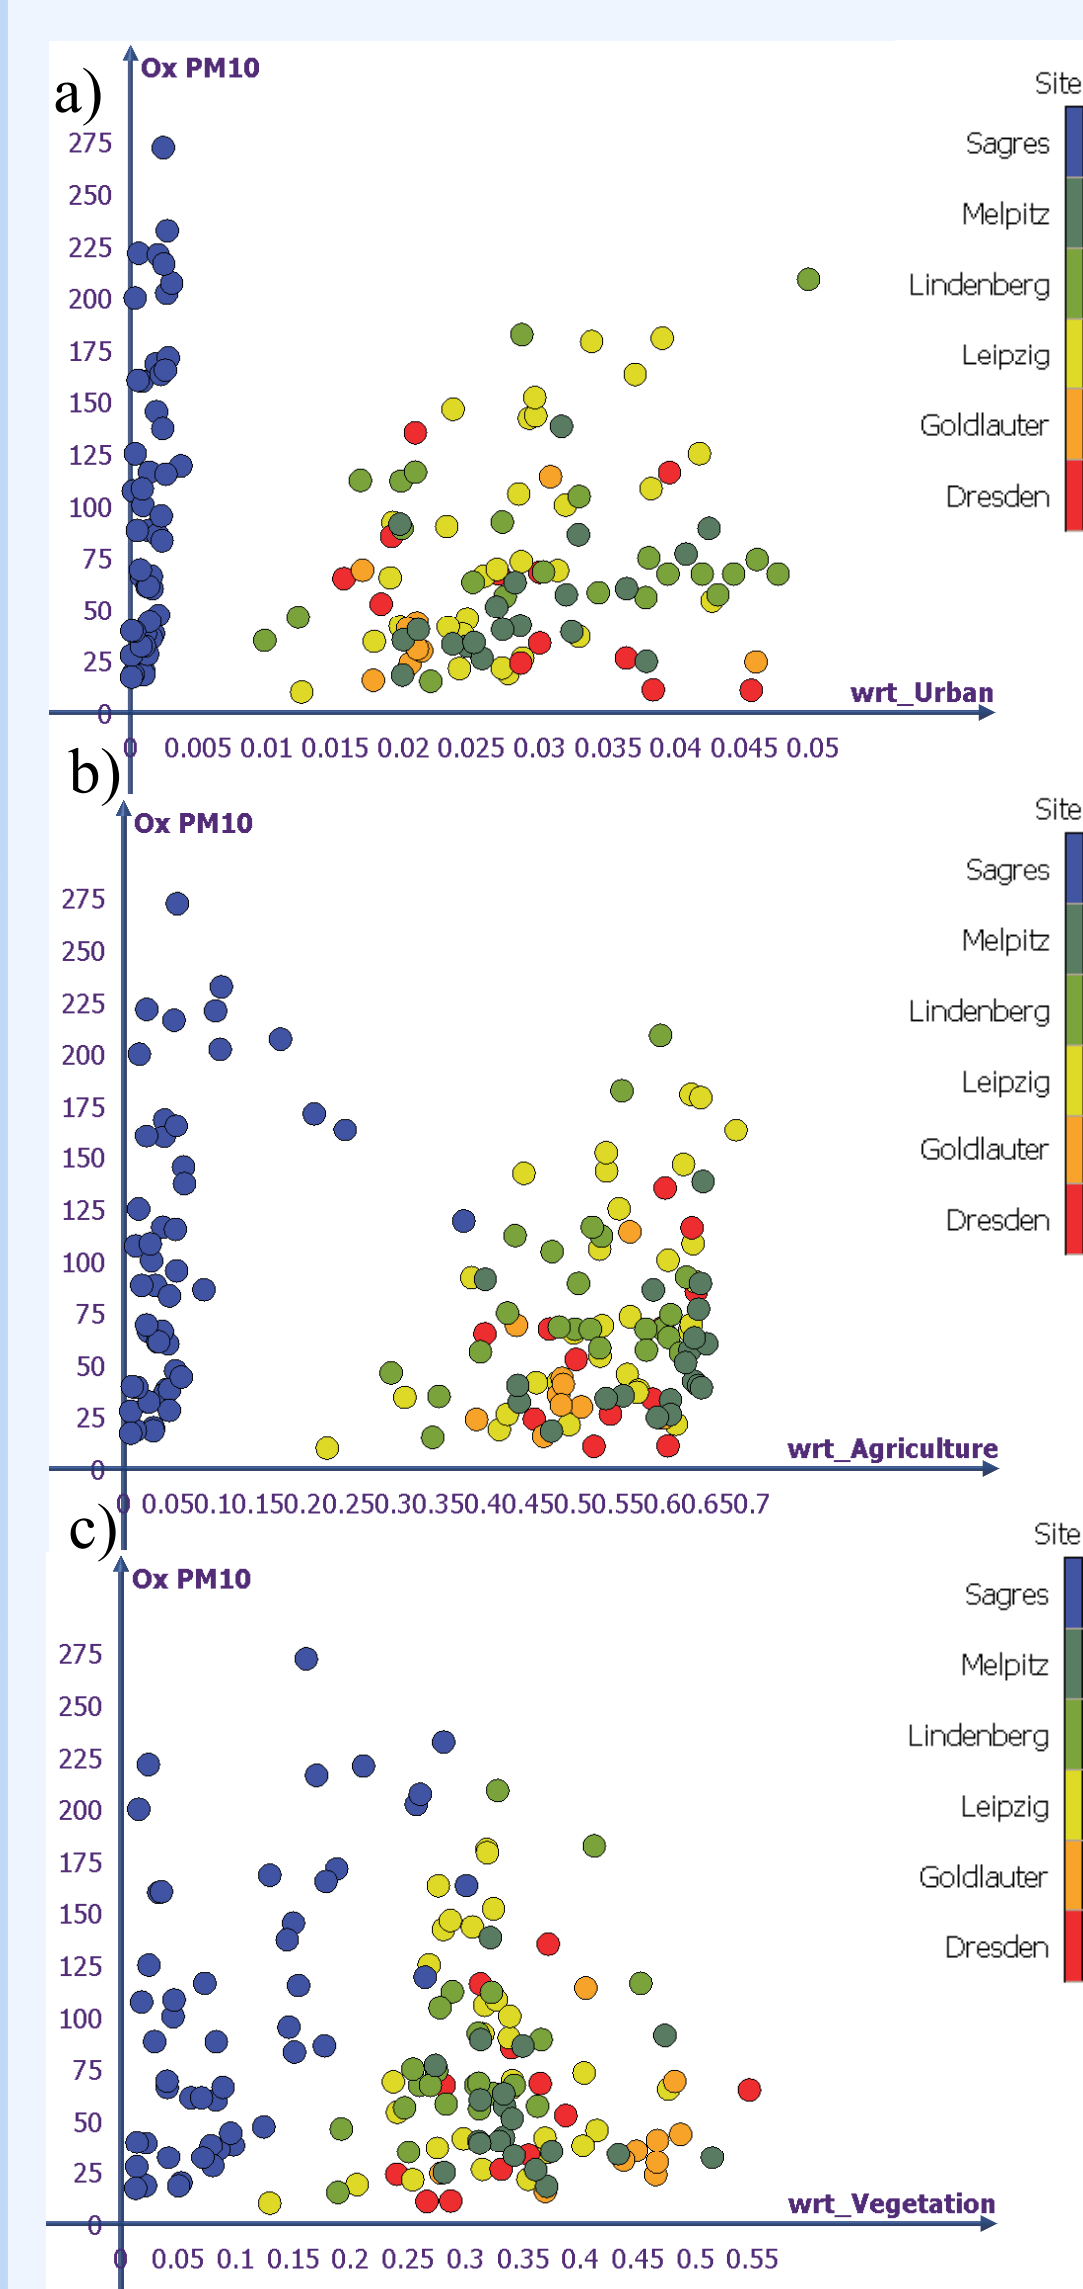 a)
Ox PM10
Site
275
Sagres
250
225
Melpitz
200
Lindenberg
175
Leipzig
150
125
Goldlauter
100
Dresden
75
50
25
wrt_Urban
0
0 0.005 0.01 0.015 0.02 0.025 0.03 0.035 0.04 0.045 0.05
b)
Ox PM10
Site
275
Sagres
250
Melpitz
225
Lindenberg
200
175
Leipzig
150
Goldlauter
125
Dresden
100
75
50
25
wrt_Agriculture
0
0 0.050.10.150.20.250.30.350.40.450.50.550.60.650.7
c)
Ox PM10
Site
Sagres
275
Melpitz
250
225
Lindenberg
200
Leipzig
175
Goldlauter
150
Dresden
125
100
75
50
25
wrt_Vegetation
0
0 0.05 0.1 0.15 0.2 0.25 0.3 0.35 0.4 0.45 0.5 0.55